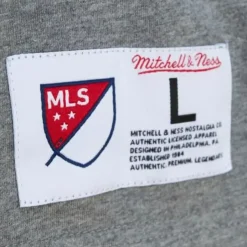 Mitchell & Ness
MLS
L
MITCHELL & NESS NOSTALGIA CO.
AUTHENTIC LICENSED APPAREL
DESIGNED IN PHILADELPHIA, PA
ESTABLISHED 1904
AUTHENTIC. PREMIUM. LEGENDARY.